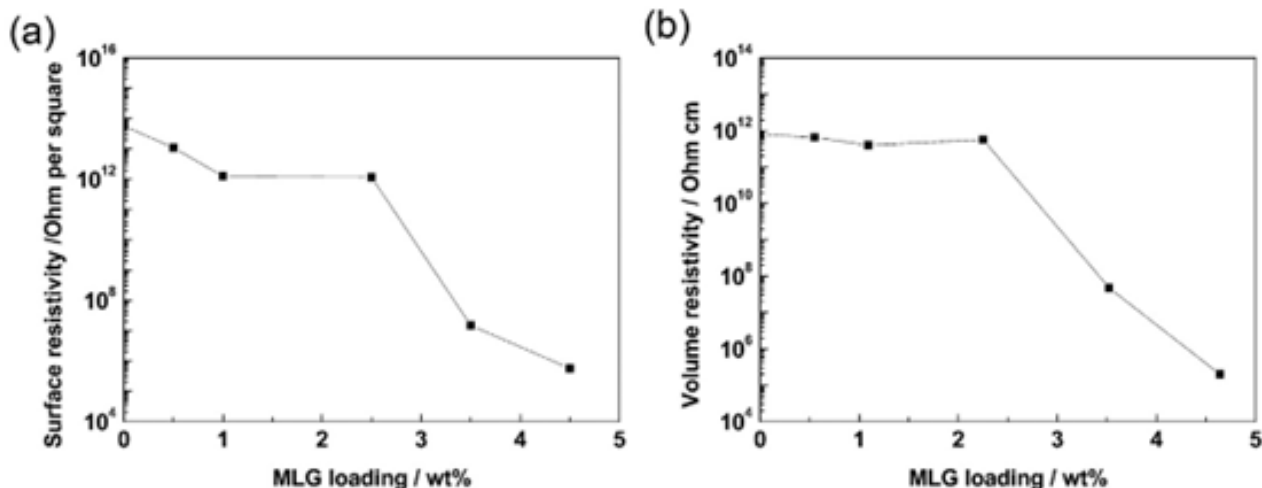 (a)
10^16
10^12
10^8
10^4
Surface resistivity /Ohm per square
0 1 2 3 4 5
MLG loading / wt%
(b)
10^14
10^12
10^10
10^8
10^6
10^4
Volume resistivity / Ohm cm
0 1 2 3 4 5
MLG loading / wt%